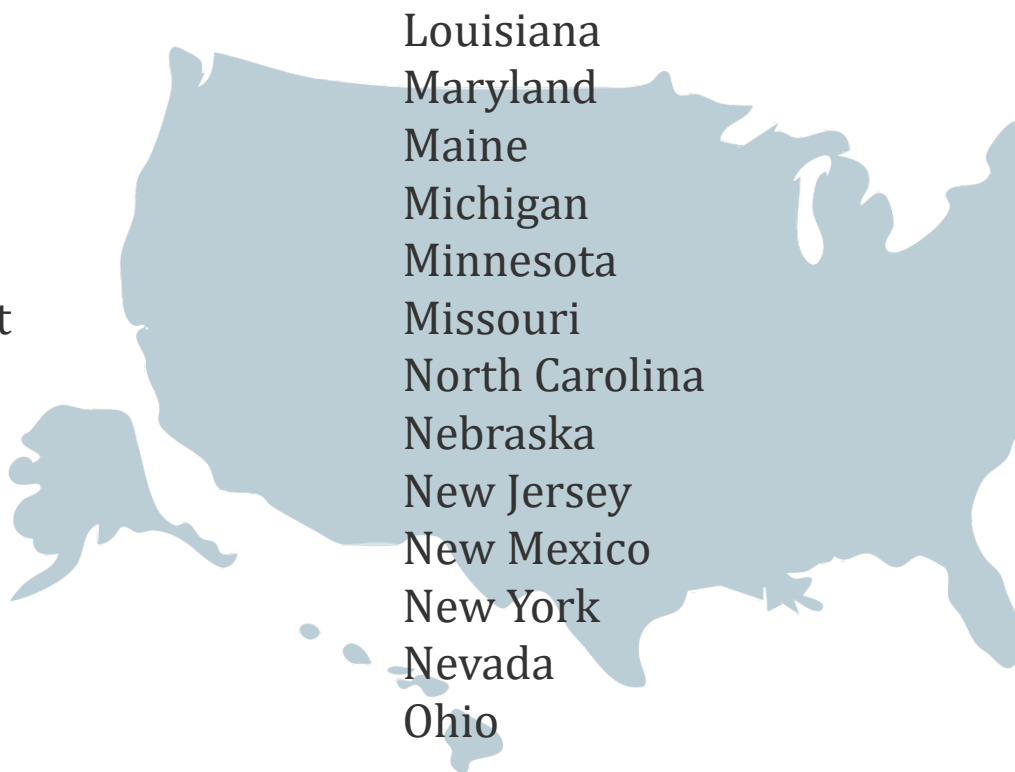 Louisiana
Maryland
Maine
Michigan
Minnesota
t Missouri
North Carolina
Nebraska
New Jersey
New Mexico
New York
Nevada
Ohio